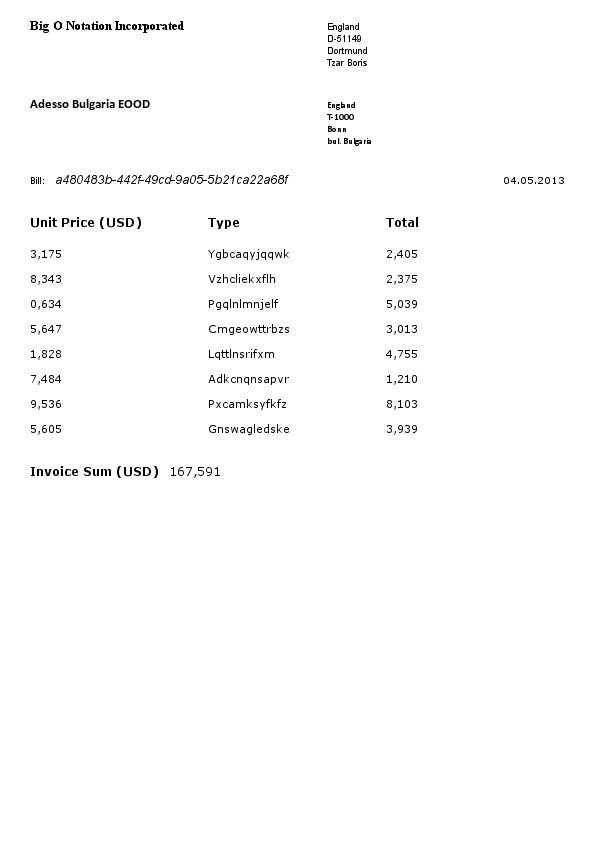 Big O Notation Incorporated
England
D-51149
Dortmund
Tzar Boris
Adesso Bulgaria EOOD
England
T-1000
Bonn
bul. Bulgaria
Bill: a480483b-442f-49cd-9a05-5b21ca22a68f 04.05.2013
Unit Price (USD) Type Total
3,175 Ygbcaqyjqqwk 2,405
8,343 Vzhcliekxflh 2,375
0,634 Pgqlnlmnjelf 5,039
5,647 Cmgeowttrbzs 3,013
1,828 Lqttlnsrifxm 4,755
7,484 Adkcnqnsapvr 1,210
9,536 Pxcamksyfkfz 8,103
5,605 Gnswagledske 3,939
Invoice Sum (USD) 167,591